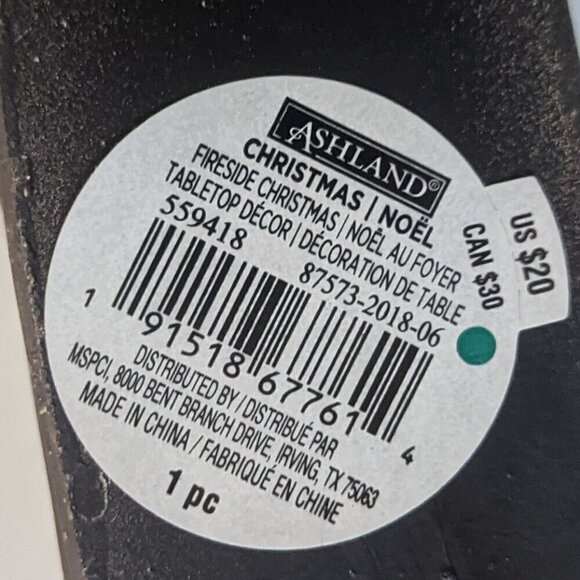 ASHLAND®
CHRISTMAS | NOËL
FIRESIDE CHRISTMAS | NOËL AU FOYER
TABLETOP DÉCOR | DÉCORATION DE TABLE
559418 87573-2018-06
1 91518 67761 4
DISTRIBUTED BY / DISTRIBUÉ PAR
MSPCI, 8000 BENT BRANCH DRIVE, IRVING, TX 75063
MADE IN CHINA / FABRIQUÉ EN CHINE
1 pc
US $20
CAN $30